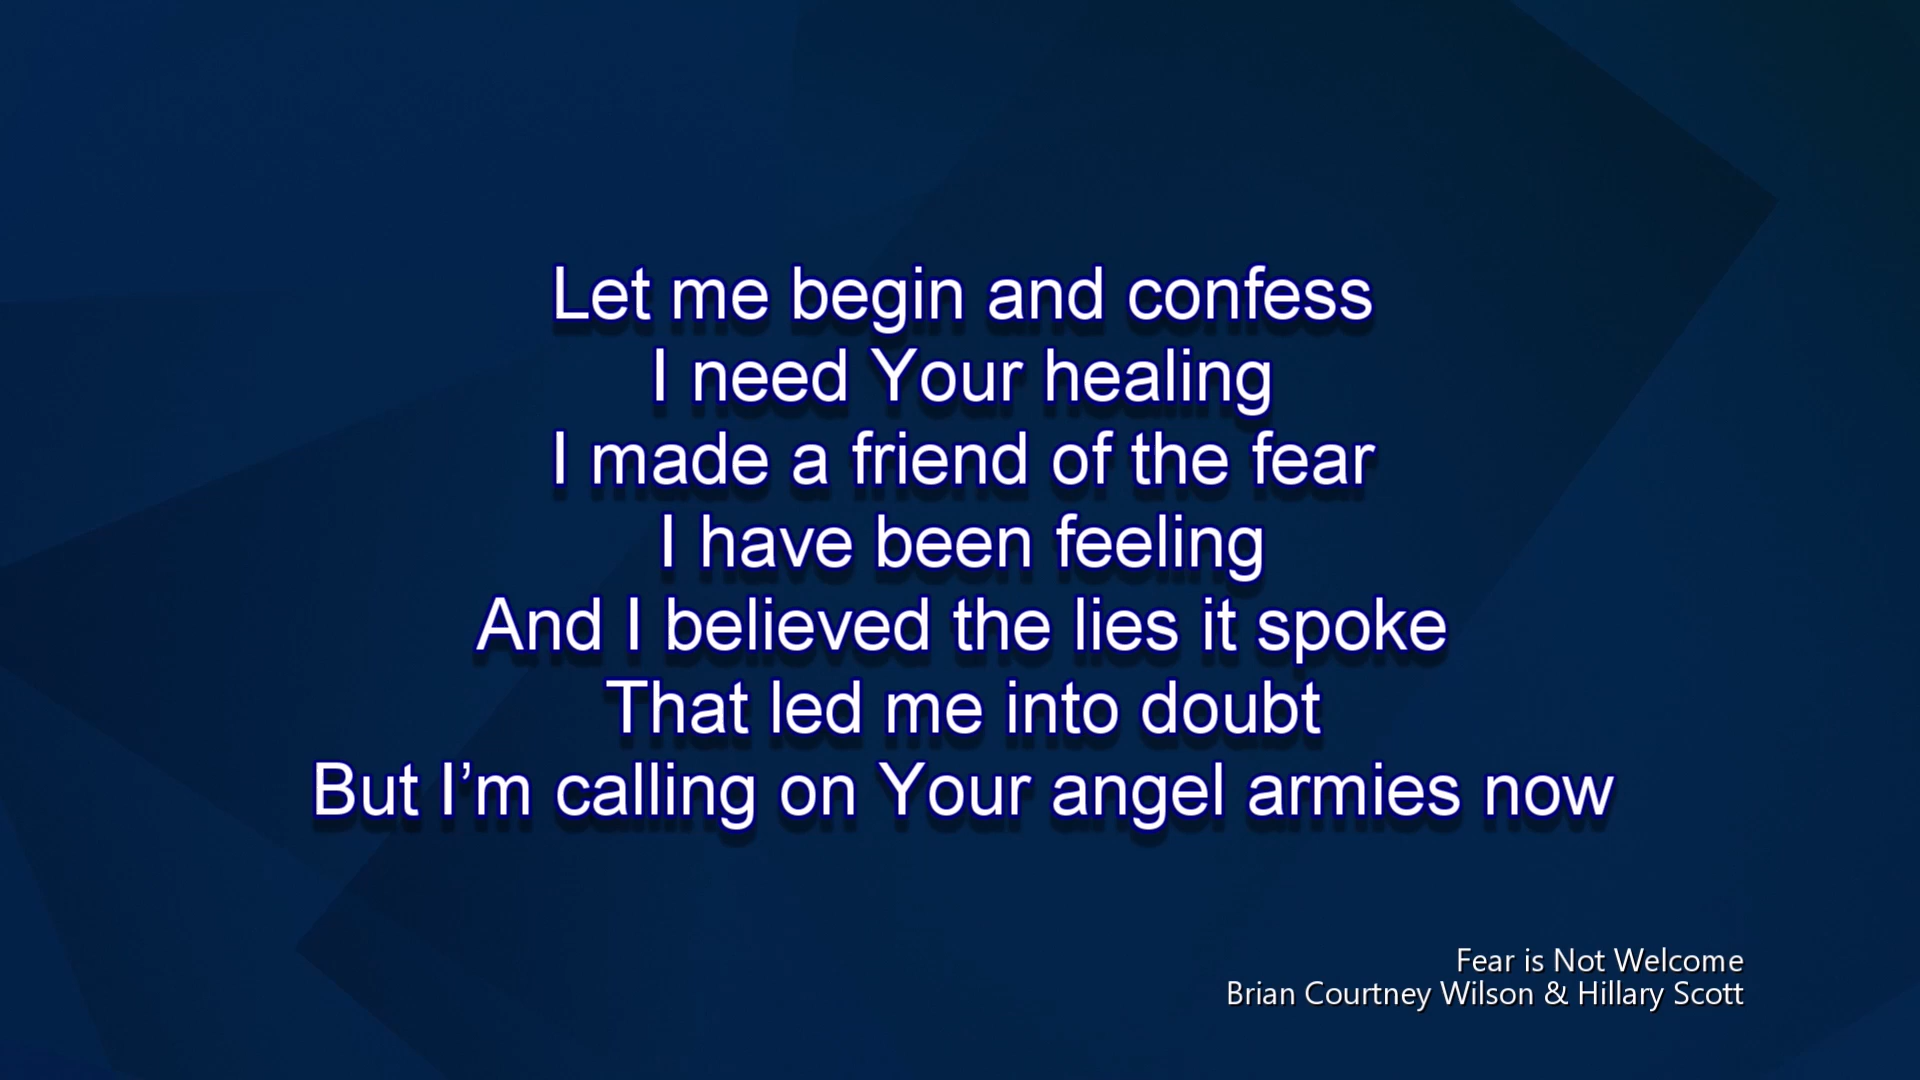 Let me begin and confess
I need Your healing
I made a friend of the fear
I have been feeling
And I believed the lies it spoke
That led me into doubt
But I’m calling on Your angel armies now
Fear is Not Welcome
Brian Courtney Wilson & Hillary Scott